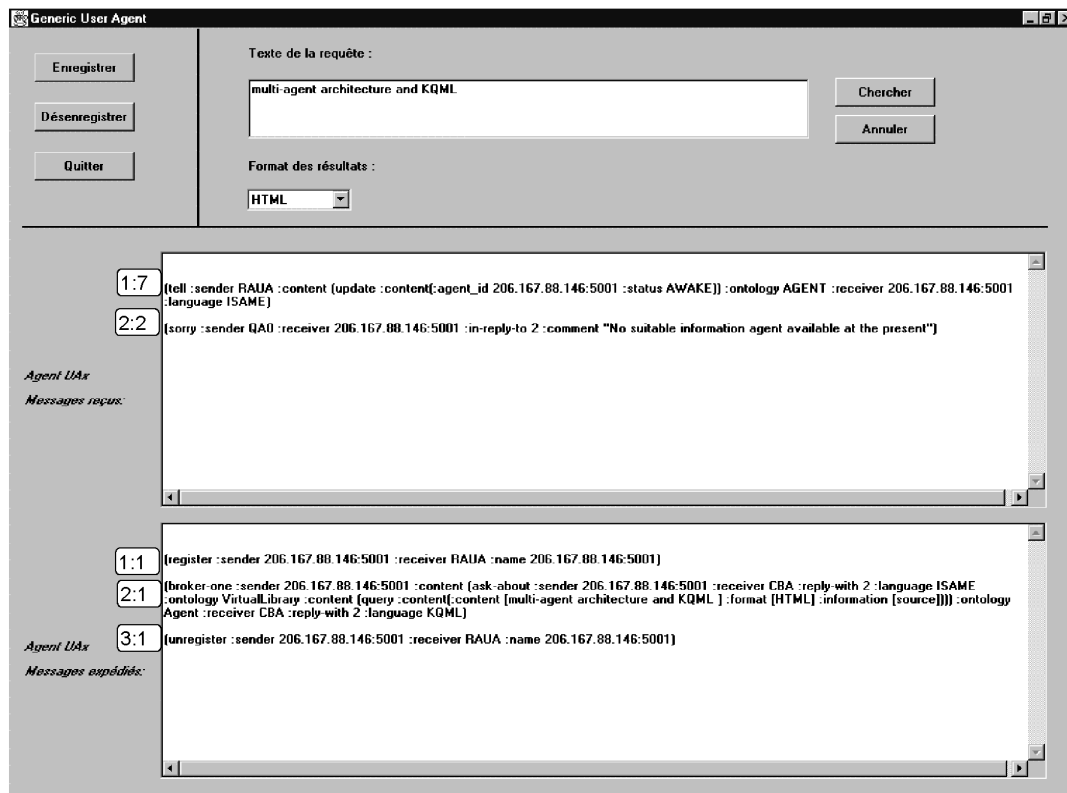 Generic User Agent
Enregistrer
Désenregistrer
Quitter
Texte de la requête :
multi-agent architecture and KQML
Chercher
Annuler
Format des résultats :
HTML
1:7
(tell :sender RAUA :content (update :content(:agent_id 206.167.88.146:5001 :status AWAKE)) :ontology AGENT :receiver 206.167.88.146:5001
:language ISAME)
2:2
(sorry :sender QA0 :receiver 206.167.88.146:5001 :in-reply-to 2 :comment "No suitable information agent available at the present")
Agent UAx
Messages reçus:
1:1
(register :sender 206.167.88.146:5001 :receiver RAUA :name 206.167.88.146:5001)
2:1
(broker-one :sender 206.167.88.146:5001 :content (ask-about :sender 206.167.88.146:5001 :receiver CBA :reply-with 2 :language ISAME
:ontology VirtualLibrary :content (query :content(:content [multi-agent architecture and KQML ] :format [HTML] :information [source]))) :ontology
Agent :receiver CBA :reply-with 2 :language KQML)
3:1
(unregister :sender 206.167.88.146:5001 :receiver RAUA :name 206.167.88.146:5001)
Agent UAx
Messages expédiés: